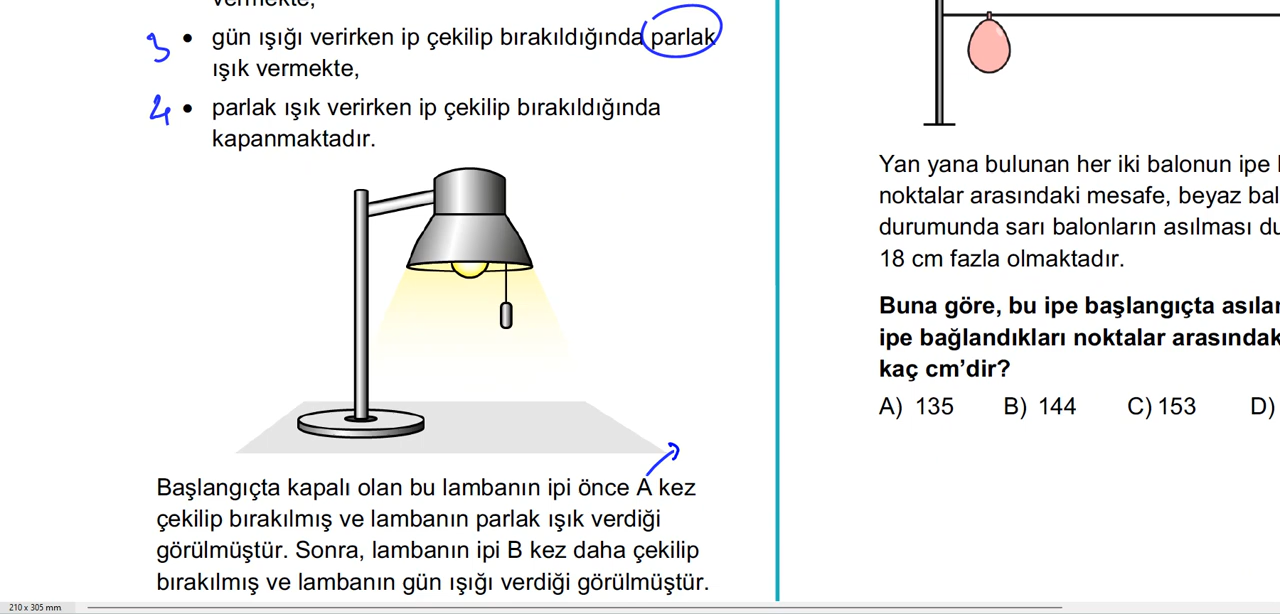 vermekte,
3 • gün ışığı verirken ip çekilip bırakıldığında parlak
ışık vermekte,
4 • parlak ışık verirken ip çekilip bırakıldığında
kapanmaktadır.
Başlangıçta kapalı olan bu lambanın ipi önce A kez
çekilip bırakılmış ve lambanın parlak ışık verdiği
görülmüştür. Sonra, lambanın ipi B kez daha çekilip
bırakılmış ve lambanın gün ışığı verdiği görülmüştür.
Yan yana bulunan her iki balonun ipe
noktalar arasındaki mesafe, beyaz bal
durumunda sarı balonların asılması du
18 cm fazla olmaktadır.
Buna göre, bu ipe başlangıçta asılan
ipe bağlandıkları noktalar arasındak
kaç cm'dir?
A) 135 B) 144 C) 153 D)
210 x 305 mm